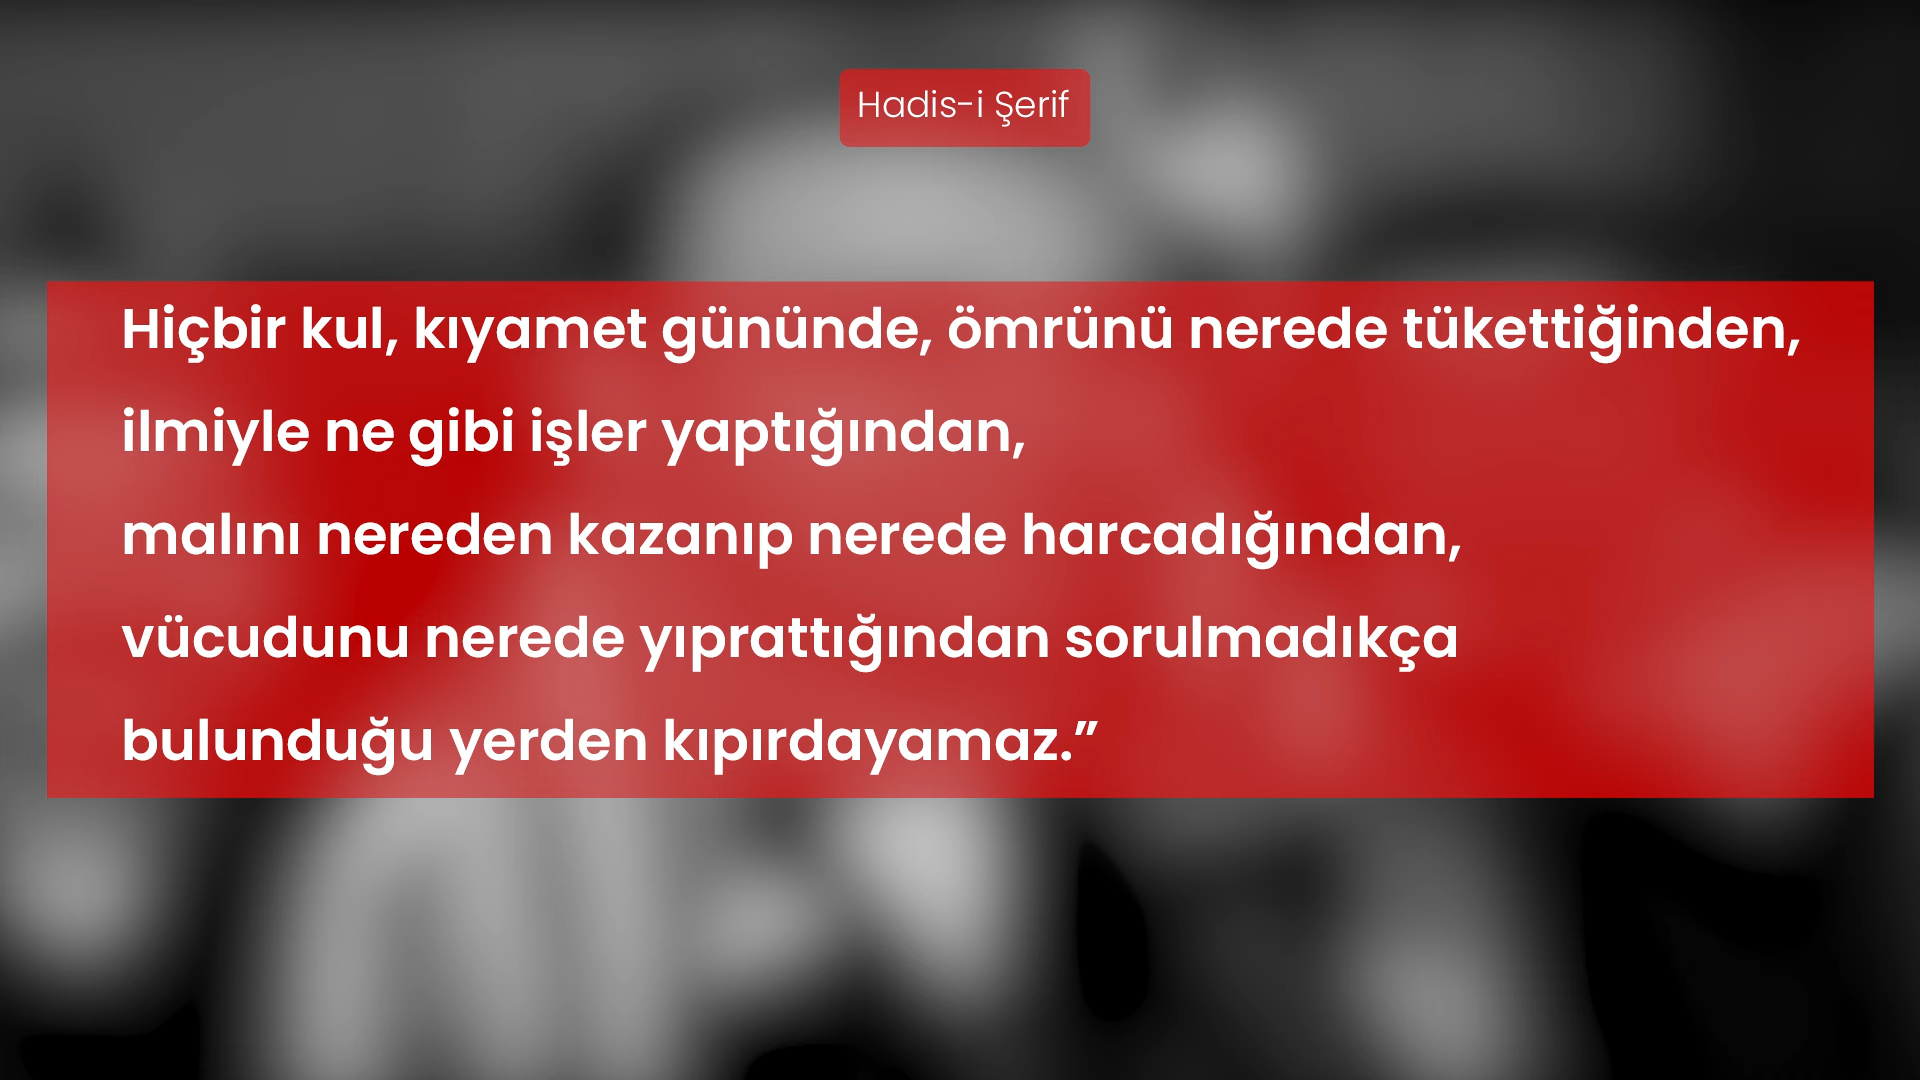 Hadis-i Şerif
Hiçbir kul, kıyamet gününde, ömrünü nerede tükettiğinden,
ilmiyle ne gibi işler yaptığından,
malını nereden kazanıp nerede harcadığından,
vücudunu nerede yıprattığından sorulmadıkça
bulunduğu yerden kıpırdayamaz.”